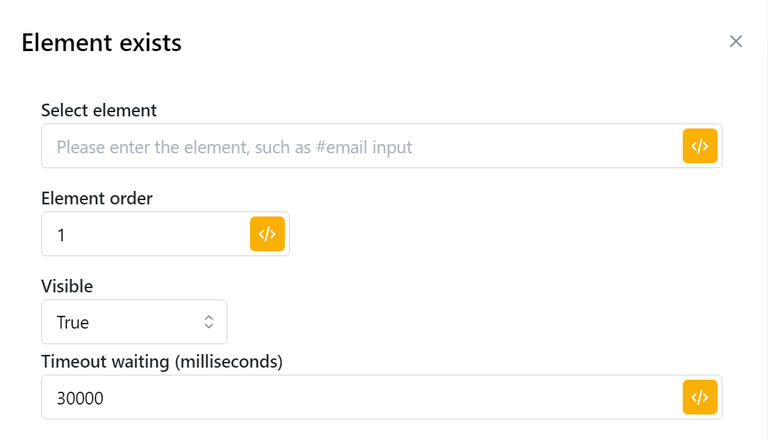 Element exists
Select element
Please enter the element, such as #email input
</>
Element order
1
</>
Visible
True
Timeout waiting (milliseconds)
30000
</>